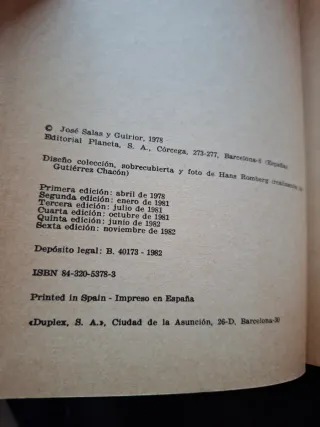 © José Salas y Guirior, 1978
Editorial Planeta, S. A., Córcega, 273-277, Barcelona-8 (España)
Diseño colección, sobrecubierta y foto de Hans Romberg (realización de
Gutiérres Chacón)
Primera edición: abril de 1978
Segunda edición: enero de 1981
Tercera edición: julio de 1981
Cuarta edición: octubre de 1981
Quinta edición: junio de 1982
Sexta edición: noviembre de 1982
Depósito legal: B. 40173 - 1982
ISBN 84-320-5378-3
Printed in Spain - Impreso en España
«Duplex, S. A.», Ciudad de la Asunción, 26-D, Barcelona-30